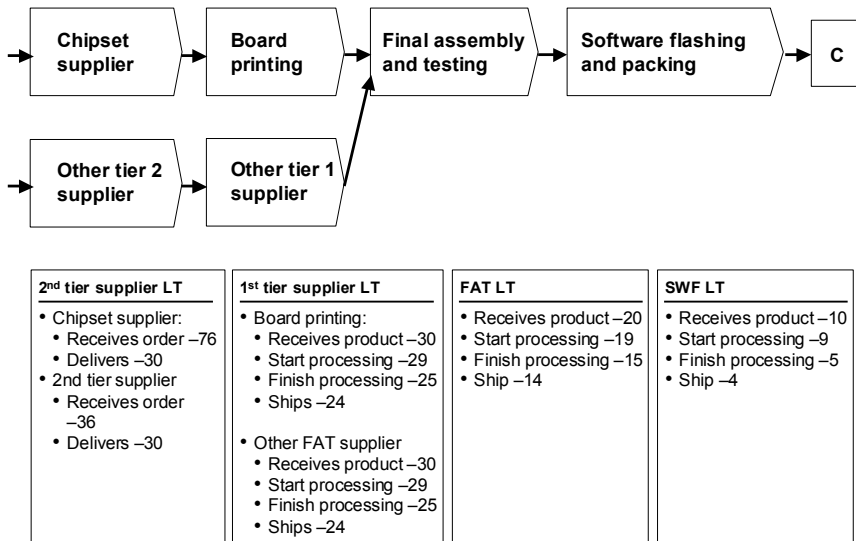 Chipset
supplier
Board
printing
Final assembly
and testing
Software flashing
and packing
C
Other tier 2
supplier
Other tier 1
supplier
2nd tier supplier LT
• Chipset supplier:
• Receives order –76
• Delivers –30
• 2nd tier supplier
• Receives order
–36
• Delivers –30
1st tier supplier LT
• Board printing:
• Receives product –30
• Start processing –29
• Finish processing –25
• Ships –24
• Other FAT supplier
• Receives product –30
• Start processing –29
• Finish processing –25
• Ships –24
FAT LT
• Receives product –20
• Start processing –19
• Finish processing –15
• Ship –14
SWF LT
• Receives product –10
• Start processing –9
• Finish processing –5
• Ship –4